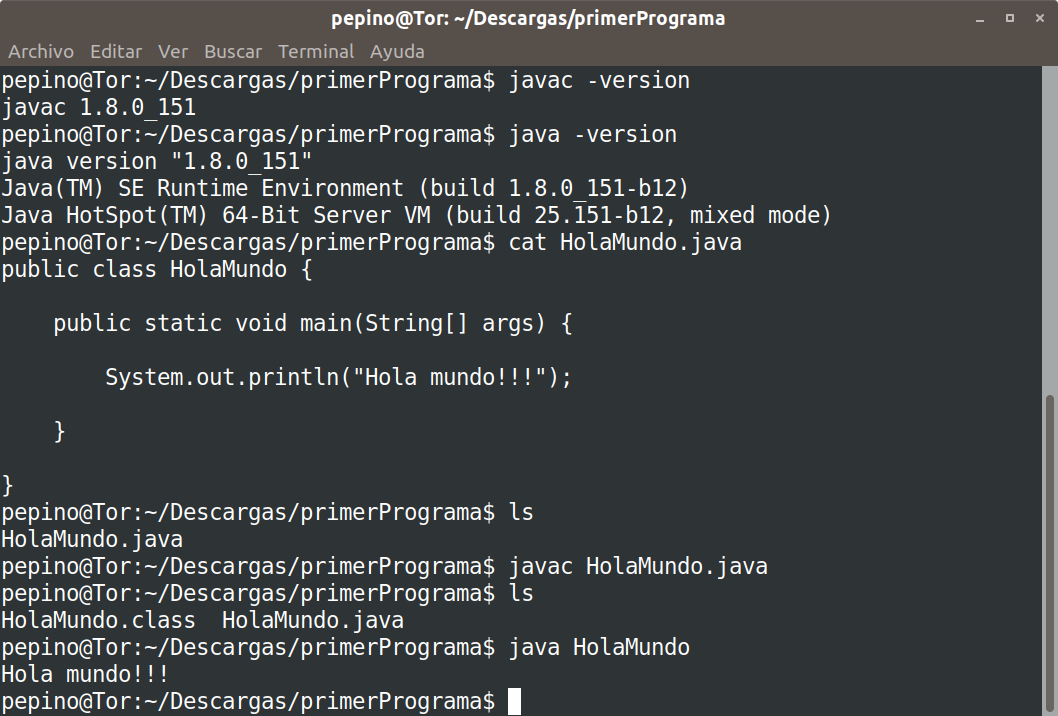 pepino@Tor: ~/Descargas/primerPrograma
Archivo Editar Ver Buscar Terminal Ayuda
pepino@Tor:~/Descargas/primerPrograma$ javac -version
javac 1.8.0_151
pepino@Tor:~/Descargas/primerPrograma$ java -version
java version "1.8.0_151"
Java(TM) SE Runtime Environment (build 1.8.0_151-b12)
Java HotSpot(TM) 64-Bit Server VM (build 25.151-b12, mixed mode)
pepino@Tor:~/Descargas/primerPrograma$ cat HolaMundo.java
public class HolaMundo {
    public static void main(String[] args) {
        System.out.println("Hola mundo!!!");
    }
}
pepino@Tor:~/Descargas/primerPrograma$ ls
HolaMundo.java
pepino@Tor:~/Descargas/primerPrograma$ javac HolaMundo.java
pepino@Tor:~/Descargas/primerPrograma$ ls
HolaMundo.class  HolaMundo.java
pepino@Tor:~/Descargas/primerPrograma$ java HolaMundo
Hola mundo!!!
pepino@Tor:~/Descargas/primerPrograma$